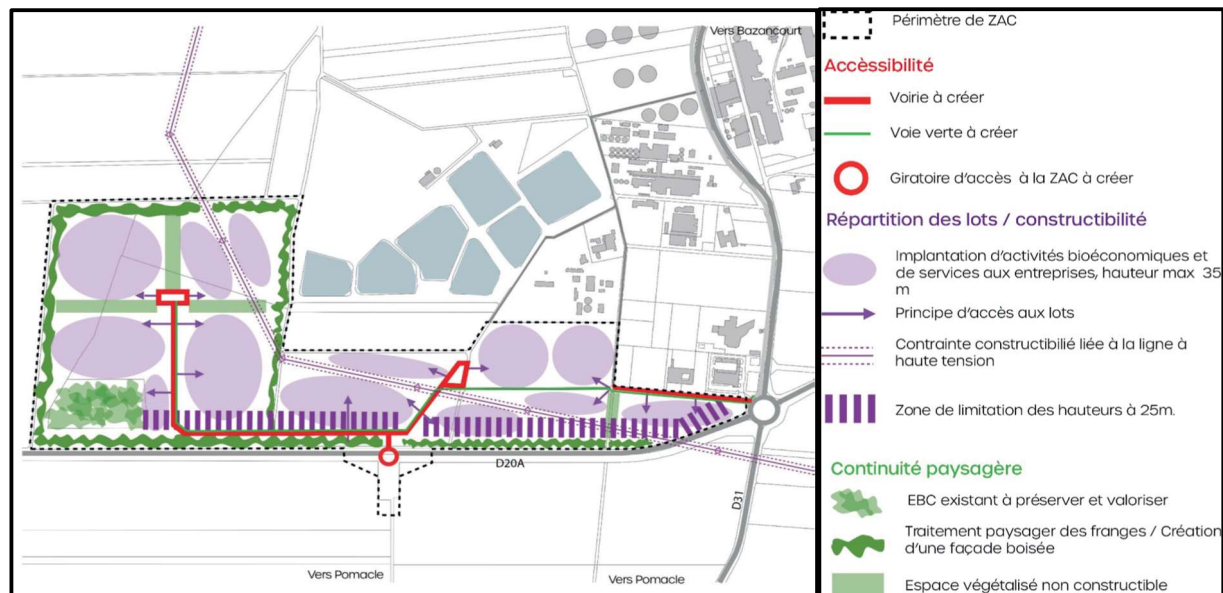 Vers Bazancourt
D20A
D31
Vers Pomacle
Vers Pomacle
Périmètre de ZAC
Accèssibilité
Voirie à créer
Voie verte à créer
Giratoire d'accès à la ZAC à créer
Répartition des lots / constructibilité
Implantation d'activités bioéconomiques et
de services aux entreprises, hauteur max 35
m
Principe d'accès aux lots
Contrainte constructibilié liée à la ligne à
haute tension
Zone de limitation des hauteurs à 25m.
Continuité paysagère
EBC existant à préserver et valoriser
Traitement paysager des franges / Création
d'une façade boisée
Espace végétalisé non constructible